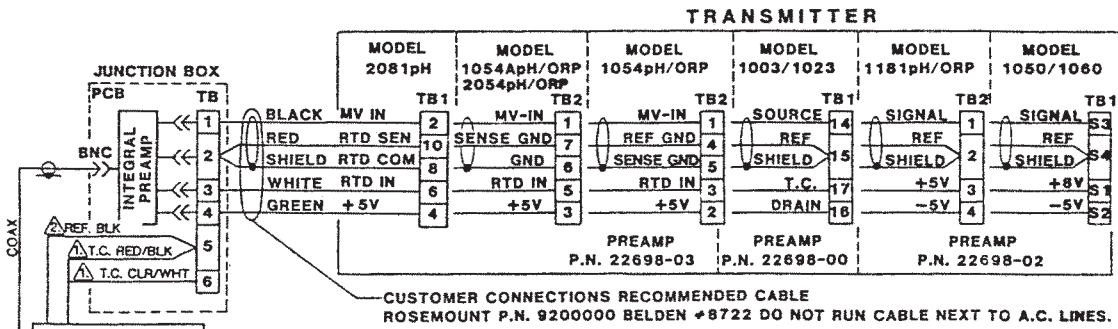 TRANSMITTER
MODEL 2081pH
MODEL 1054ApH/ORP 2054pH/ORP
MODEL 1054pH/ORP
MODEL 1003/1023
MODEL 1181pH/ORP
MODEL 1050/1060
JUNCTION BOX
PCB TB TB1 TB2 TB2 TB1 TB2 TB1
1 BLACK MV IN 2 MV-IN 1 MV-IN 1 SOURCE 14 SIGNAL 1 SIGNAL S3
RED RTD SEN 10 SENSE GND 7 REF GND 4 REF REF REF
BNC INTEGRAL PREAMP 2 15 2 S4
SHIELD RTD COM 8 GND 6 SENSE GND 5 SHIELD SHIELD SHIELD
3 WHITE RTD IN 6 RTD IN 5 RTD IN 3 T.C. 17 +5V 3 +8V S1
4 GREEN +5V 4 +5V 3 +5V 2 DRAIN 16 -5V 4 -5V S2
COAX
2. REF. BLK
5
1. T.C. RED/BLK
1. T.C. CLR/WHT 6
PREAMP P.N. 22698-03
PREAMP P.N. 22698-00
PREAMP P.N. 22698-02
CUSTOMER CONNECTIONS RECOMMENDED CABLE
ROSEMOUNT P.N. 9200000 BELDEN #8722 DO NOT RUN CABLE NEXT TO A.C. LINES.